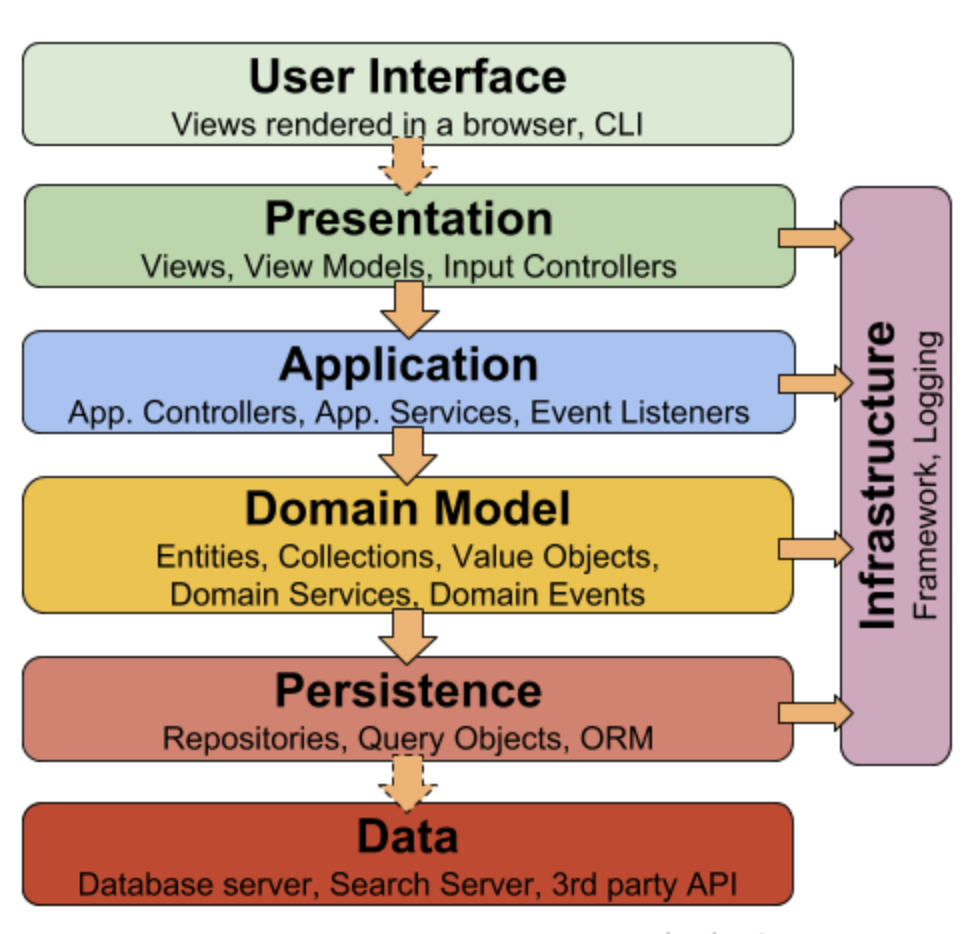 User Interface
Views rendered in a browser, CLI
Presentation
Views, View Models, Input Controllers
Application
App. Controllers, App. Services, Event Listeners
Domain Model
Entities, Collections, Value Objects,
Domain Services, Domain Events
Persistence
Repositories, Query Objects, ORM
Data
Database server, Search Server, 3rd party API
Infrastructure
Framework, Logging